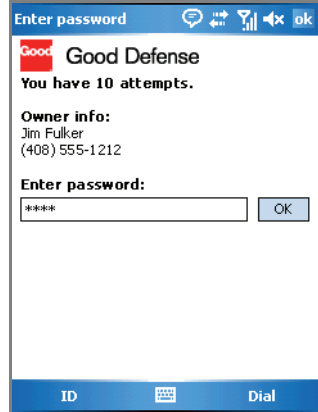 Enter password ok
Good Good Defense
You have 10 attempts.
Owner info:
Jim Fulker
(408) 555-1212
Enter password:
**** OK
ID Dial